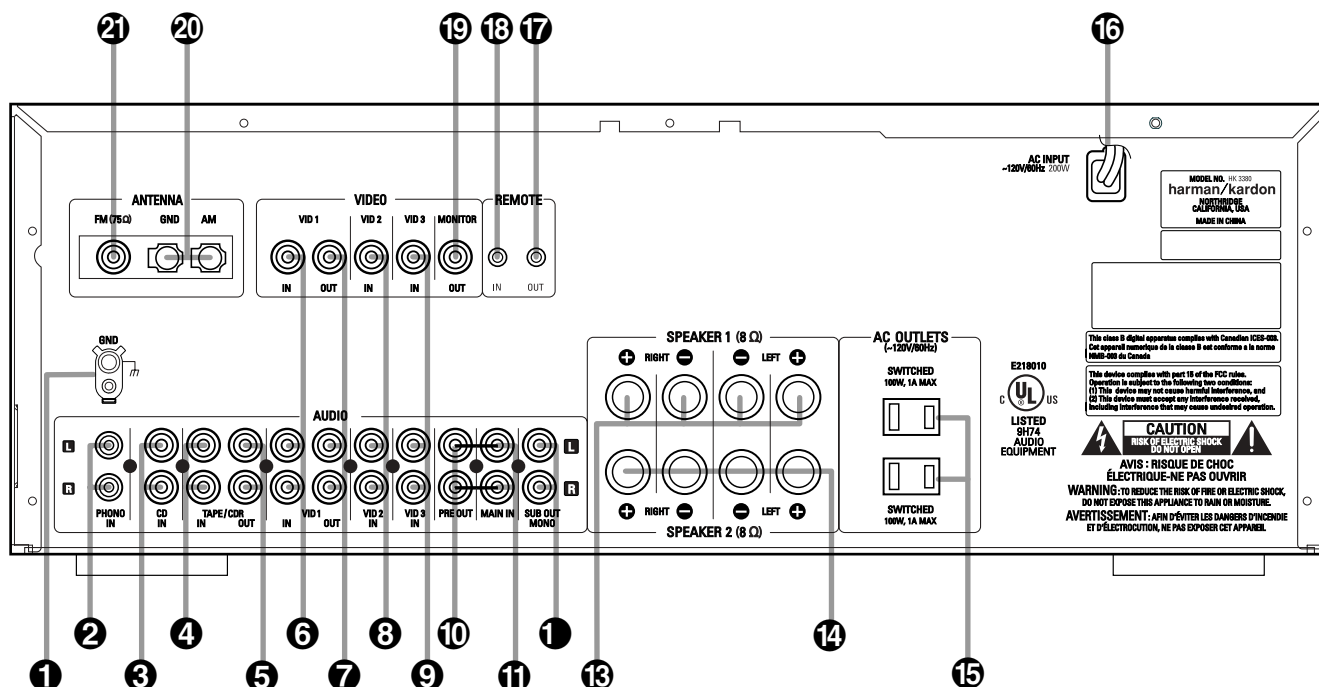 21 20 19 18 17 16
AC INPUT
~120V/60Hz 200W
MODEL NO. HK 3380
harman/kardon
NORTHRIDGE
CALIFORNIA, USA
MADE IN CHINA
ANTENNA VIDEO REMOTE
FM (75Ω) GND AM VID 1 VID 2 VID 3 MONITOR
IN OUT IN IN OUT IN OUT
GND
SPEAKER 1 (8 Ω)
+ RIGHT − − LEFT +
AC OUTLETS
(~120V/60Hz)
SWITCHED
100W, 1A MAX
SWITCHED
100W, 1A MAX
E218010
C UL US
®
LISTED
9H74
AUDIO
EQUIPMENT
This class B digital apparatus complies with Canadian ICES-003.
Cet appareil numerique de la classe B est conforme a la norme
NMB-003 du Canada
This device complies with part 15 of the FCC rules.
Operation is subject to the following two conditions:
(1) This device may not cause harmful interference, and
(2) This device must accept any interference received,
including interference that may cause undesired operation.
CAUTION
RISK OF ELECTRIC SHOCK
DO NOT OPEN
AVIS : RISQUE DE CHOC
ÉLECTRIQUE-NE PAS OUVRIR
WARNING: TO REDUCE THE RISK OF FIRE OR ELECTRIC SHOCK,
DO NOT EXPOSE THIS APPLIANCE TO RAIN OR MOISTURE.
AVERTISSEMENT: AFIN D'ÉVITER LES DANGERS D'INCENDIE
ET D'ÉLECTROCUTION, NE PAS EXPOSER CET APPAREIL
AUDIO
L L
R R
PHONO IN
CD IN
TAPE/CDR
IN OUT
VID1
IN OUT
VID 2 IN
VID 3 IN
PRE OUT
MAIN IN
SUB OUT
MONO
+ RIGHT − − LEFT +
SPEAKER 2 (8 Ω)
2 4 6 8 10 1 14
1 3 5 7 9 11 13 15